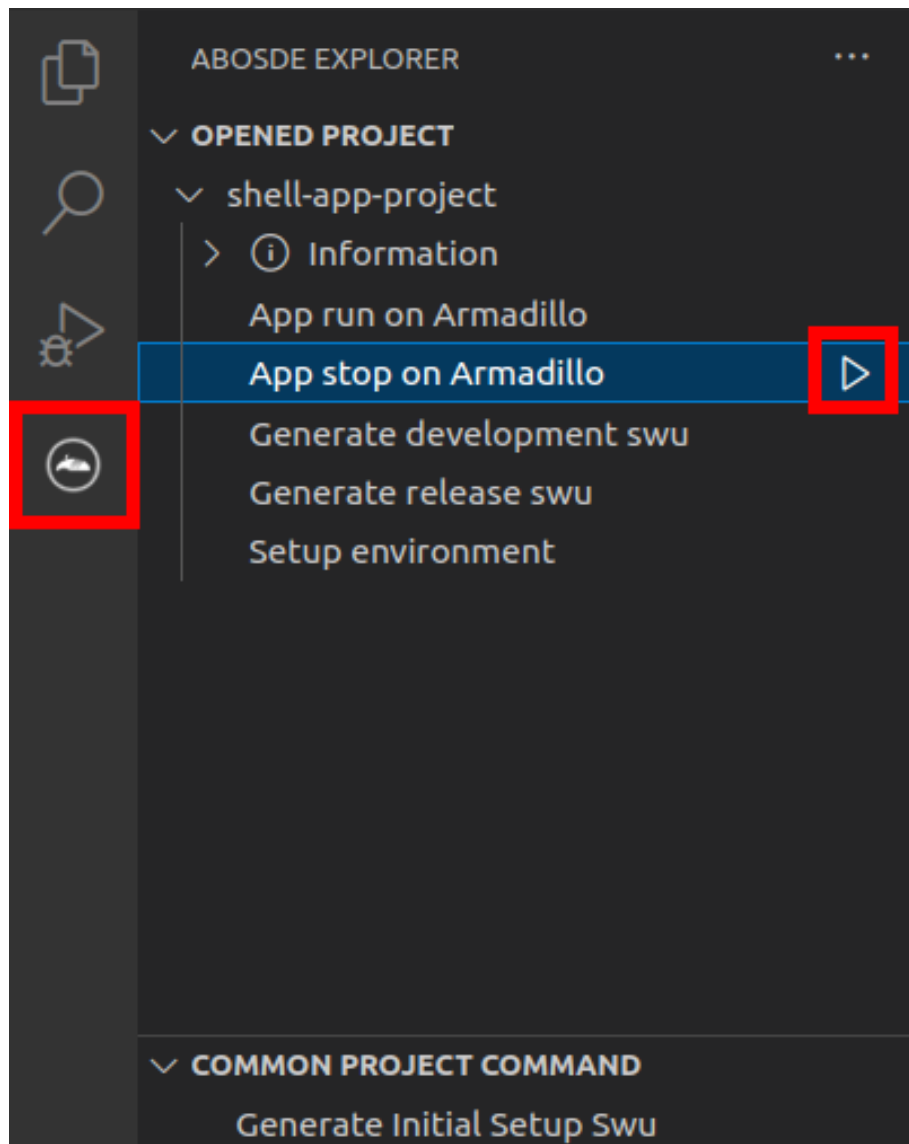 ABOSDE EXPLORER
OPENED PROJECT
shell-app-project
Information
App run on Armadillo
App stop on Armadillo
Generate development swu
Generate release swu
Setup environment
COMMON PROJECT COMMAND
Generate Initial Setup Swu